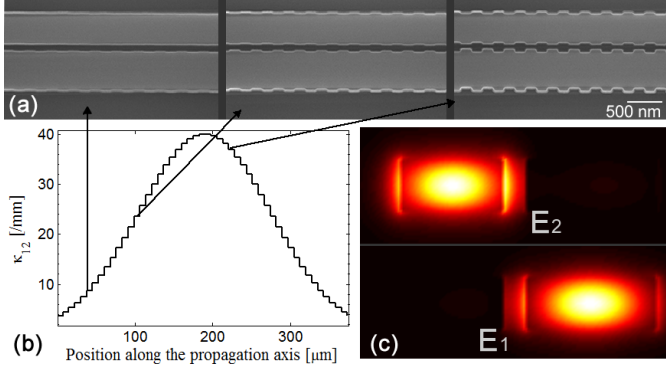 (a)
500 nm
40
30
20
10
κ12 [/mm]
100
200
300
(b)
Position along the propagation axis [μm]
E2
E1
(c)